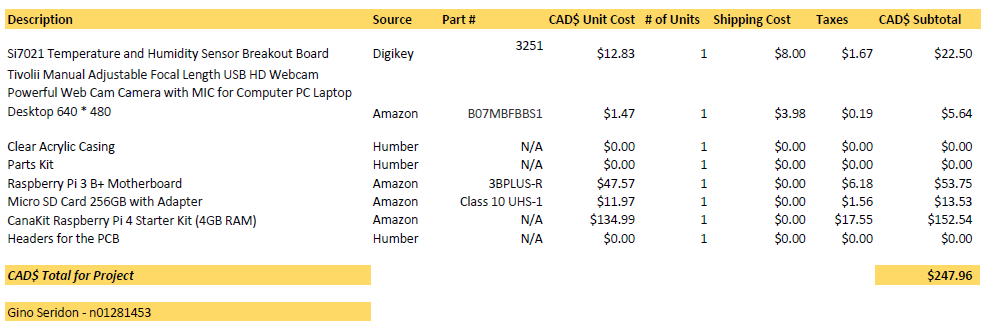 Description Source Part # CAD$ Unit Cost # of Units Shipping Cost Taxes CAD$ Subtotal
Si7021 Temperature and Humidity Sensor Breakout Board Digikey 3251 $12.83 1 $8.00 $1.67 $22.50
Tivolii Manual Adjustable Focal Length USB HD Webcam
Powerful Web Cam Camera with MIC for Computer PC Laptop
Desktop 640 * 480 Amazon B07MBFBBS1 $1.47 1 $3.98 $0.19 $5.64
Clear Acrylic Casing Humber N/A $0.00 1 $0.00 $0.00 $0.00
Parts Kit Humber N/A $0.00 1 $0.00 $0.00 $0.00
Raspberry Pi 3 B+ Motherboard Amazon 3BPLUS-R $47.57 1 $0.00 $6.18 $53.75
Micro SD Card 256GB with Adapter Amazon Class 10 UHS-1 $11.97 1 $0.00 $1.56 $13.53
CanaKit Raspberry Pi 4 Starter Kit (4GB RAM) Amazon N/A $134.99 1 $0.00 $17.55 $152.54
Headers for the PCB Humber N/A $0.00 1 $0.00 $0.00 $0.00
CAD$ Total for Project $247.96
Gino Seridon - n01281453